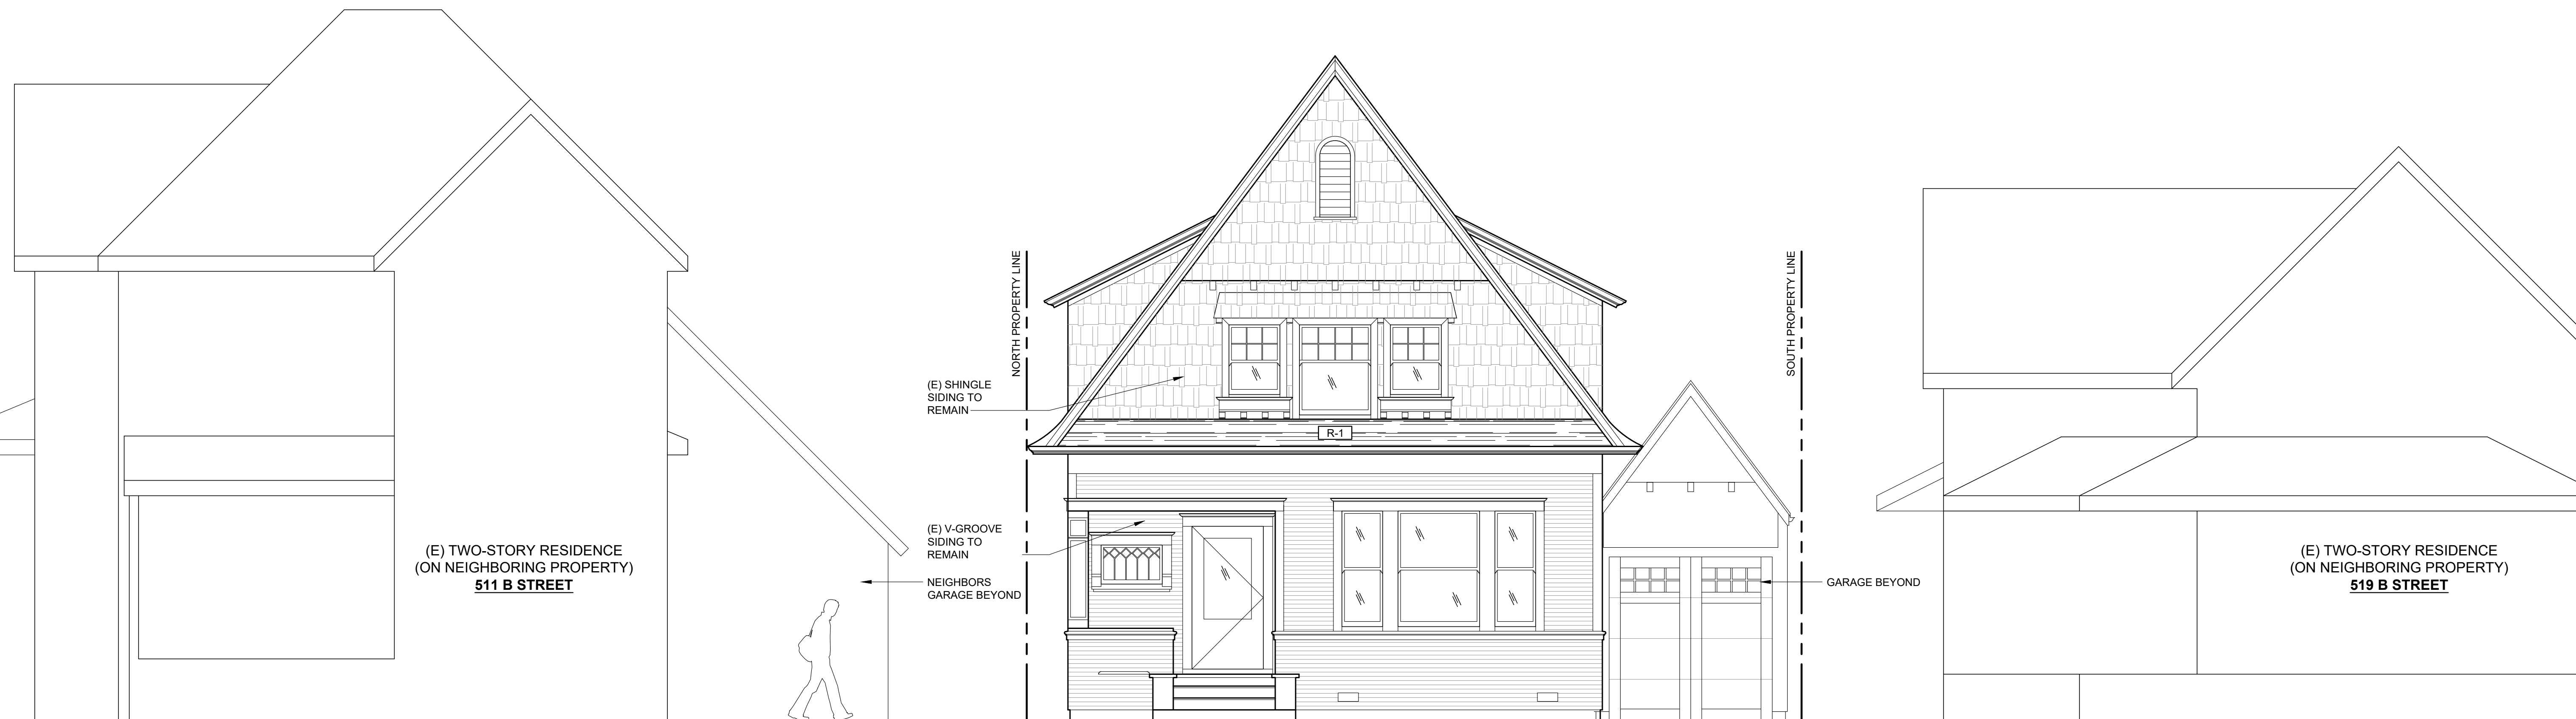 (E) TWO-STORY RESIDENCE
(ON NEIGHBORING PROPERTY)
511 B STREET
NORTH PROPERTY LINE
(E) SHINGLE
SIDING TO
REMAIN
(E) V-GROOVE
SIDING TO
REMAIN
NEIGHBORS
GARAGE BEYOND
R-1
SOUTH PROPERTY LINE
GARAGE BEYOND
(E) TWO-STORY RESIDENCE
(ON NEIGHBORING PROPERTY)
519 B STREET